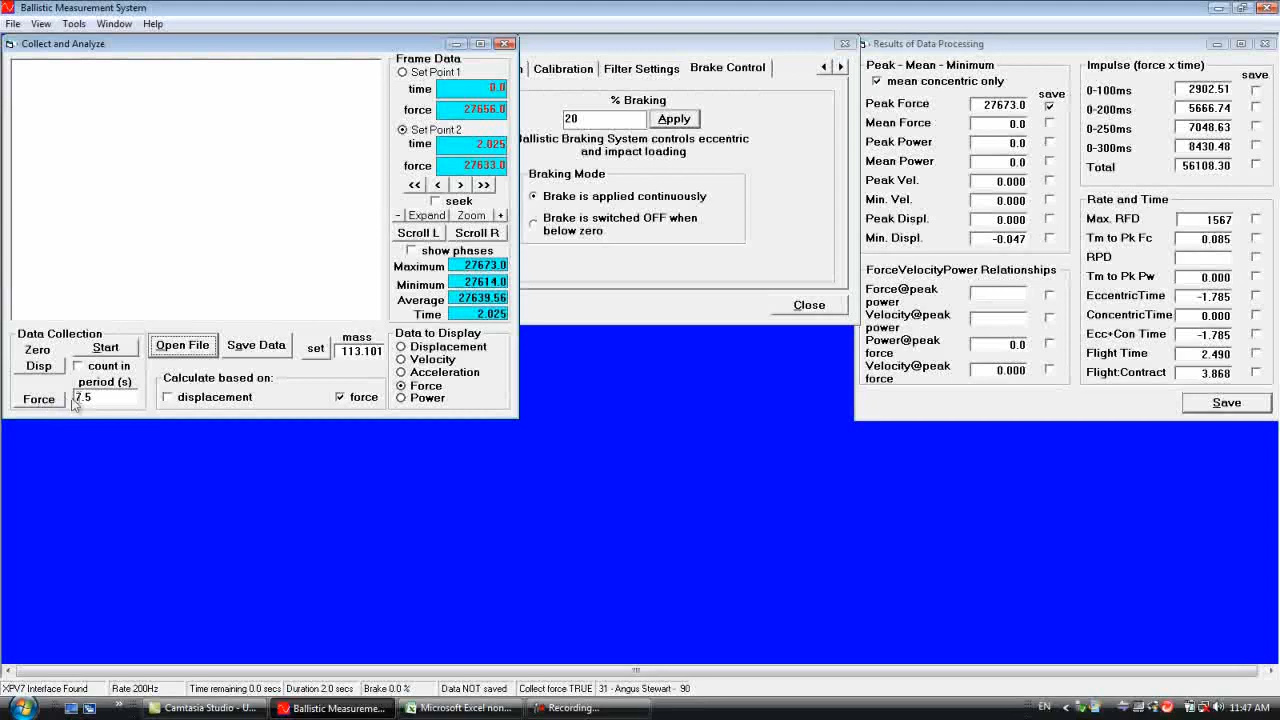 Ballistic Measurement System
File View Tools Window Help
Collect and Analyze
Frame Data
Set Point 1
time 0.0
force 27656.0
Set Point 2
time 2.025
force 27633.0
<< < > >>
seek
- Expand Zoom +
Scroll L Scroll R
show phases
Maximum 27673.0
Minimum 27614.0
Average 27639.56
Time 2.025
Data Collection
Zero
Start
Disp
count in
period (s)
Force
7.5
Open File
Save Data
set
mass
113.101
Calculate based on:
displacement
force
Data to Display
Displacement
Velocity
Acceleration
Force
Power
Calibration Filter Settings Brake Control
% Braking
20 Apply
allistic Braking System controls eccentric
and impact loading
Braking Mode
Brake is applied continuously
Brake is switched OFF when
below zero
Close
Results of Data Processing
Peak - Mean - Minimum
mean concentric only
save
Peak Force 27673.0
Mean Force 0.0
Peak Power 0.0
Mean Power 0.0
Peak Vel. 0.000
Min. Vel. 0.000
Peak Displ. 0.000
Min. Displ. -0.047
ForceVelocityPower Relationships
Force@peak
power
Velocity@peak
power
Power@peak
force
0.0
Velocity@peak
force
0.000
Impulse (force x time)
save
0-100ms 2902.51
0-200ms 5666.74
0-250ms 7048.63
0-300ms 8430.48
Total 56108.30
Rate and Time
Max. RFD 1567
Tm to Pk Fc 0.085
RPD
Tm to Pk Pw 0.000
EccentricTime -1.785
ConcentricTime 0.000
Ecc+Con Time -1.785
Flight Time 2.490
Flight:Contract 3.868
Save
XPV7 Interface Found Rate 200Hz Time remaining 0.0 secs Duration 2.0 secs Brake 0.0 % Data NOT saved Collect force TRUE 31 - Angus Stewart - 90
Camtasia Studio - U... Ballistic Measureme... Microsoft Excel non... Recording... EN 11:47 AM